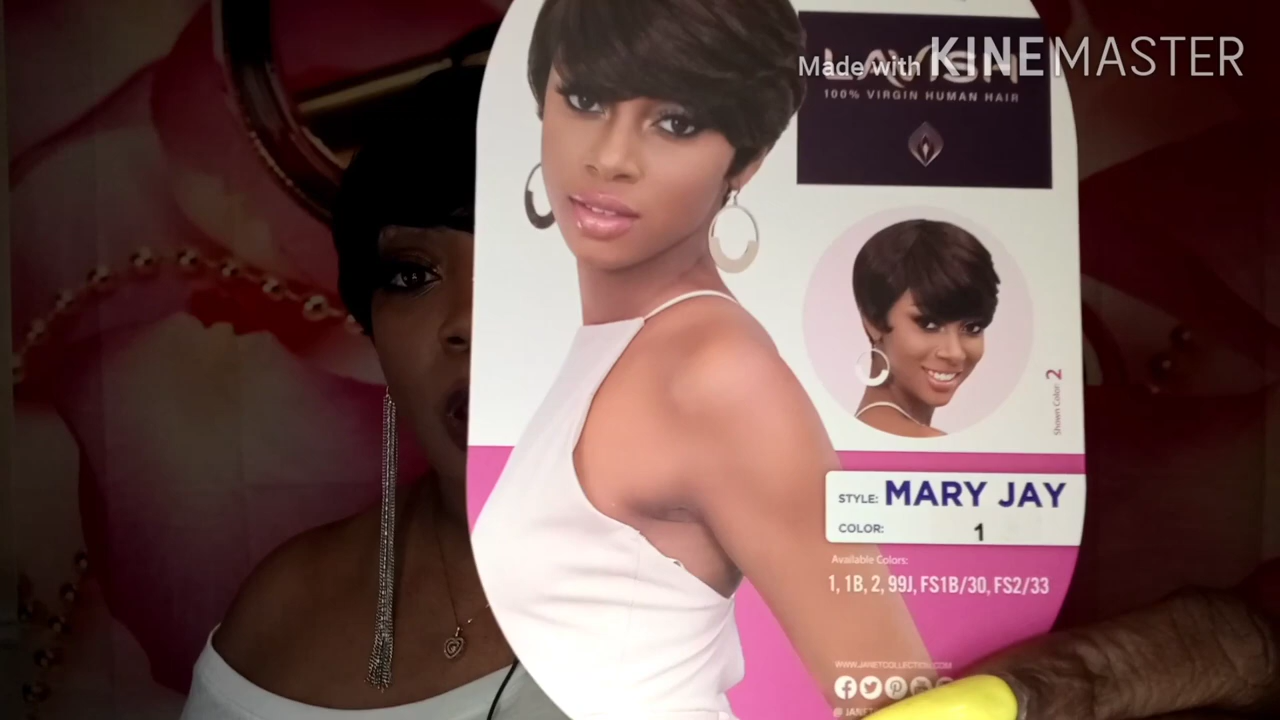 Made with KINEMASTER
LAVISH
100% VIRGIN HUMAN HAIR
Shown Color: 2
STYLE: MARY JAY
COLOR: 1
Available Colors:
1, 1B, 2, 99J, FS1B/30, FS2/33
WWW.JANETCOLLECTION.COM